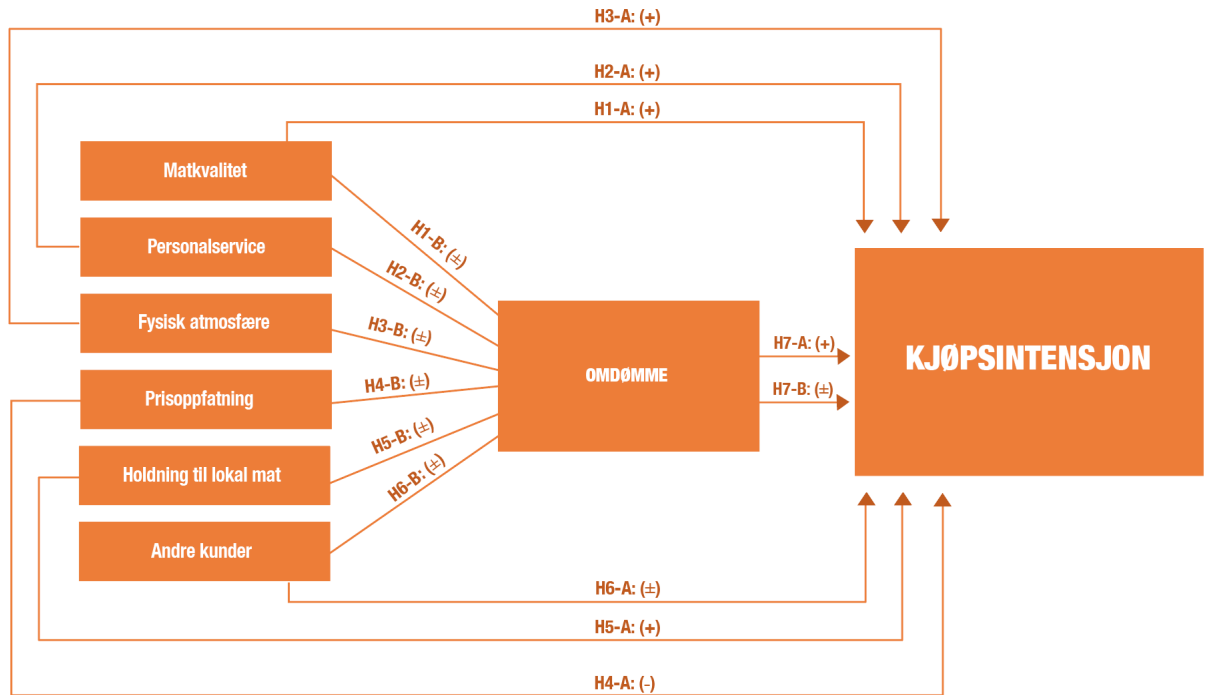 H3-A: (+)
H2-A: (+)
H1-A: (+)
Matkvalitet
Personalservice
Fysisk atmosfære
Prisoppfatning
Holdning til lokal mat
Andre kunder
H1-B: (±)
H2-B: (±)
H3-B: (±)
H4-B: (±)
H5-B: (±)
H6-B: (±)
OMDØMME
H7-A: (+)
H7-B: (±)
KJØPSINTENSJON
H6-A: (±)
H5-A: (+)
H4-A: (-)